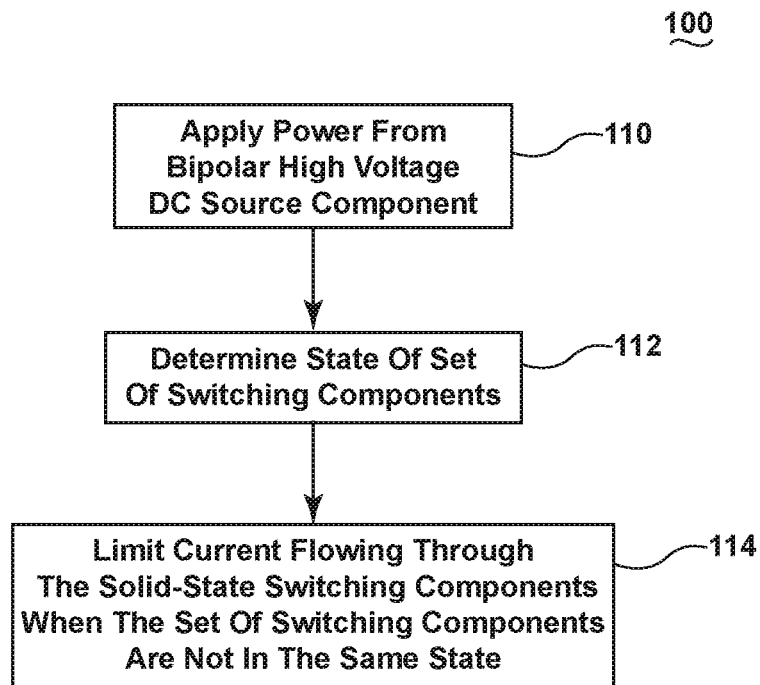 100
Apply Power From
Bipolar High Voltage
DC Source Component
110
Determine State Of Set
Of Switching Components
112
Limit Current Flowing Through
The Solid-State Switching Components
When The Set Of Switching Components
Are Not In The Same State
114